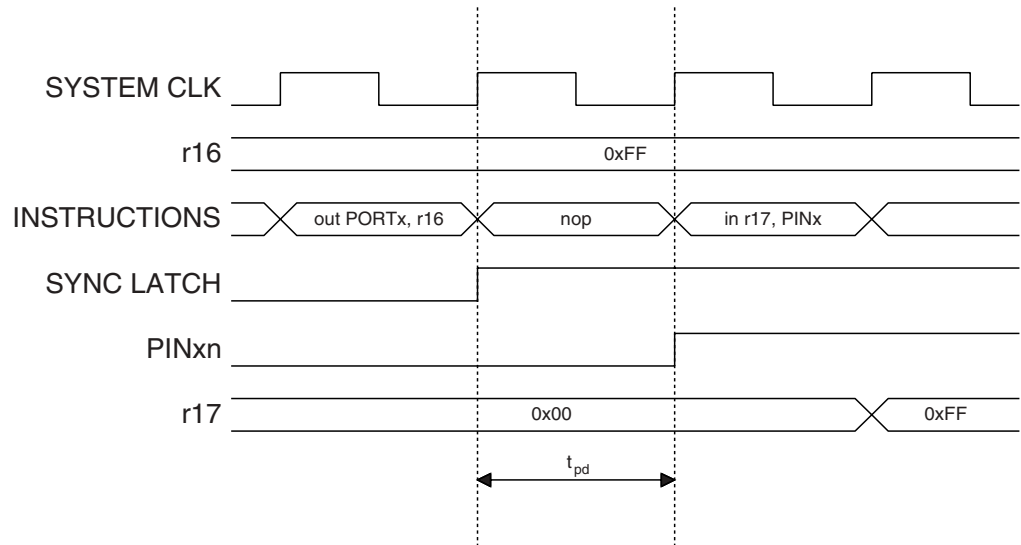 SYSTEM CLK
r16
0xFF
INSTRUCTIONS
out PORTx, r16
nop
in r17, PINx
SYNC LATCH
PINxn
r17
0x00
0xFF
tpd